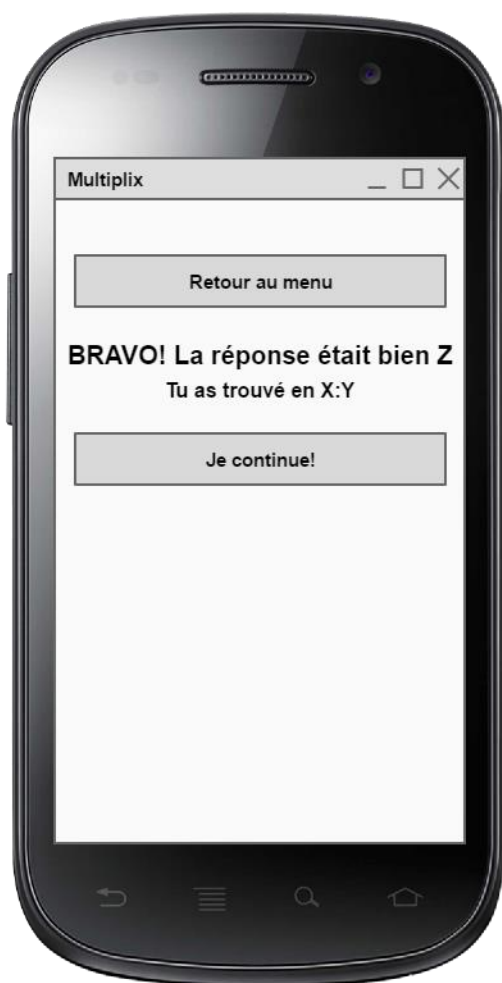 Multiplix
Retour au menu
BRAVO! La réponse était bien Z
Tu as trouvé en X:Y
Je continue!